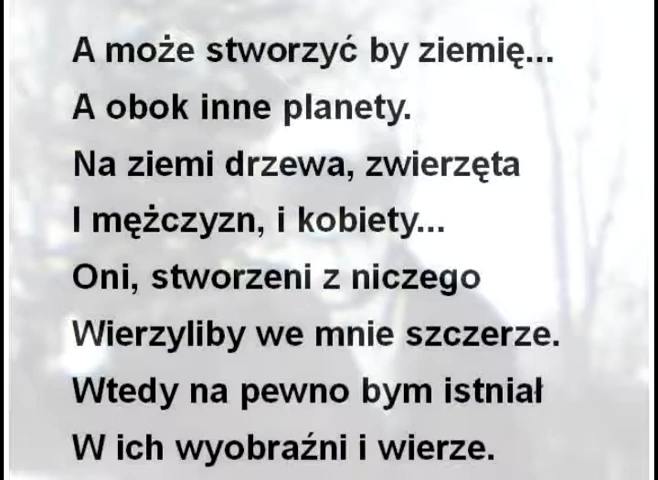 A może stworzyć by ziemię...
A obok inne planety.
Na ziemi drzewa, zwierzęta
I mężczyzn, i kobiety...
Oni, stworzeni z niczego
Wierzyliby we mnie szczerze.
Wtedy na pewno bym istniał
W ich wyobraźni i wierze.